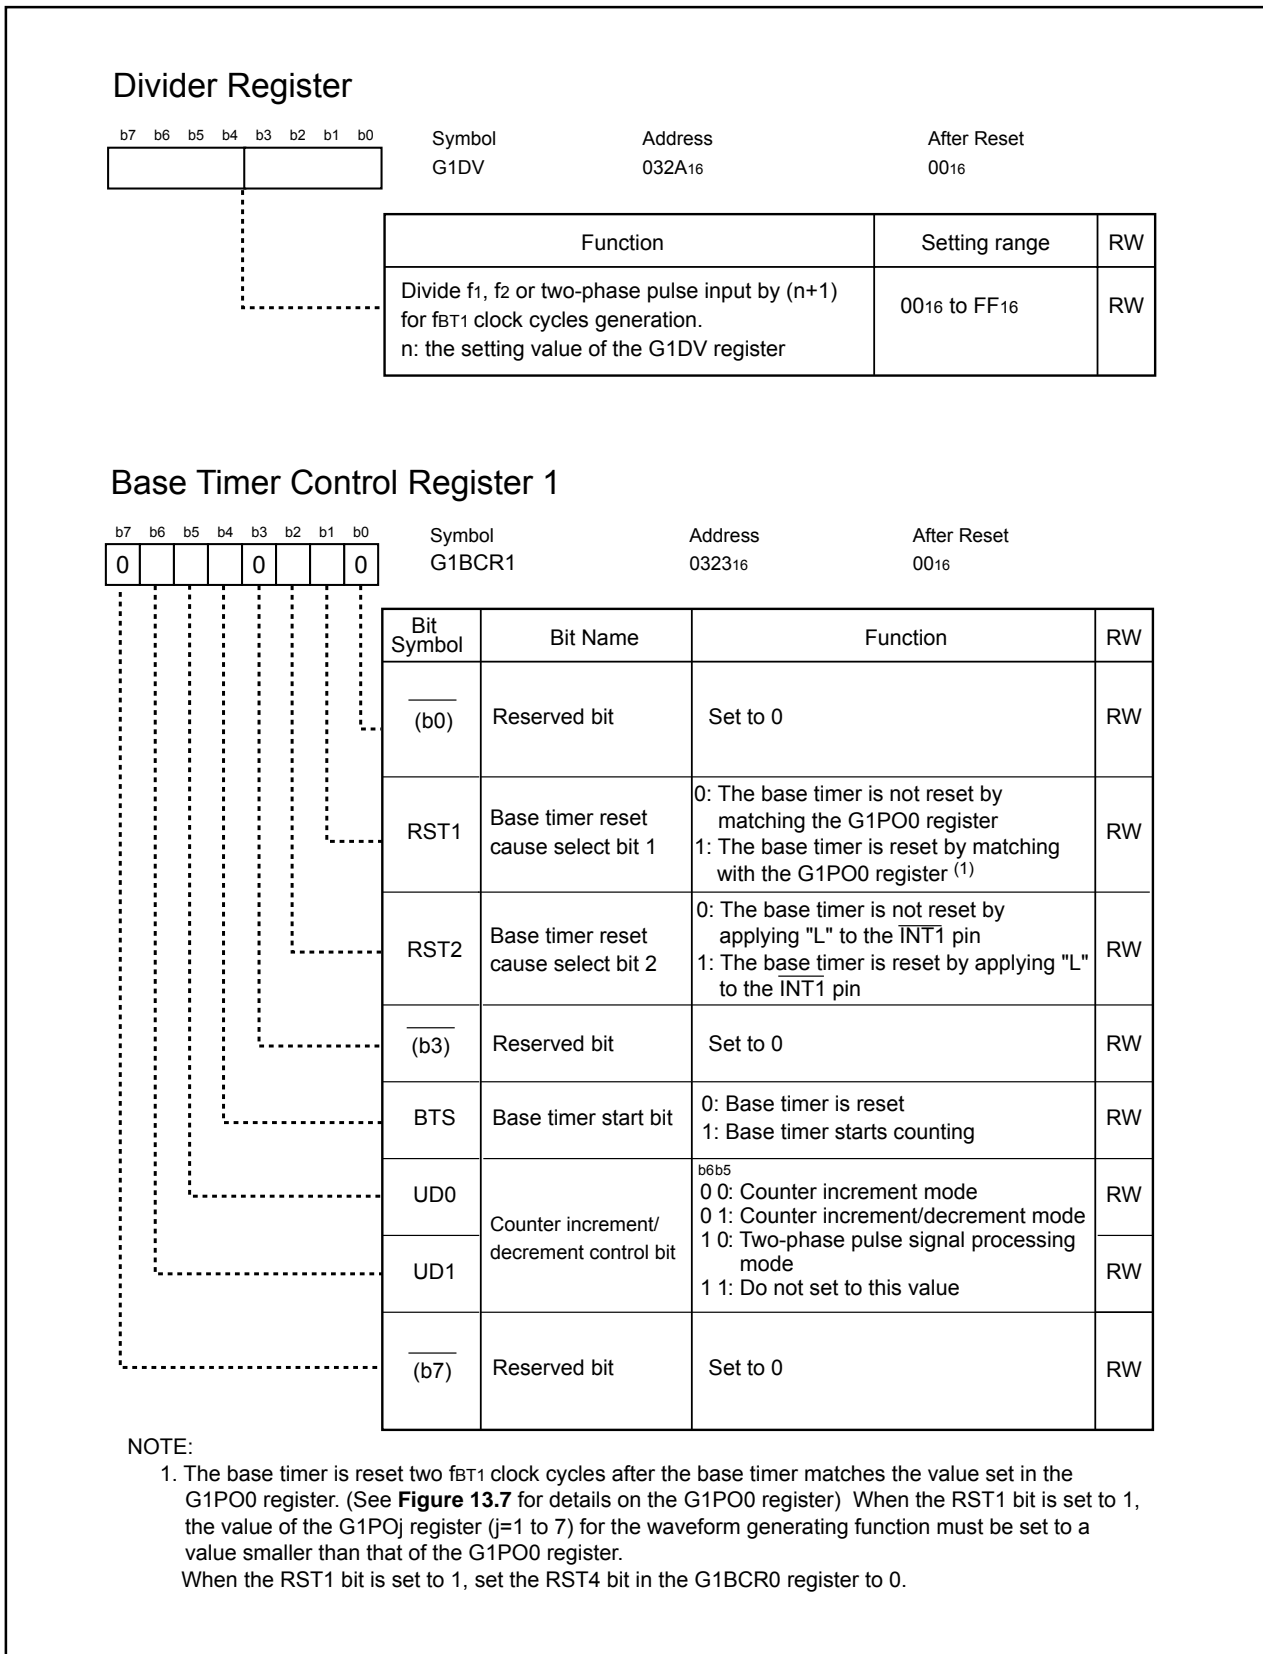 Divider Register
b7 b6 b5 b4 b3 b2 b1 b0
Symbol Address After Reset
G1DV 032A16 0016
Function Setting range RW
Divide f1, f2 or two-phase pulse input by (n+1)
for fBT1 clock cycles generation.
n: the setting value of the G1DV register
0016 to FF16 RW
Base Timer Control Register 1
b7 b6 b5 b4 b3 b2 b1 b0
0 0 0
Symbol Address After Reset
G1BCR1 032316 0016
Bit
Symbol Bit Name Function RW
(b0) Reserved bit Set to 0 RW
RST1
Base timer reset
cause select bit 1
0: The base timer is not reset by
matching the G1PO0 register
1: The base timer is reset by matching
with the G1PO0 register (1)
RW
RST2
Base timer reset
cause select bit 2
0: The base timer is not reset by
applying "L" to the INT1 pin
1: The base timer is reset by applying "L"
to the INT1 pin
RW
(b3) Reserved bit Set to 0 RW
BTS Base timer start bit
0: Base timer is reset
1: Base timer starts counting
RW
UD0
UD1
Counter increment/
decrement control bit
b6b5
0 0: Counter increment mode
0 1: Counter increment/decrement mode
1 0: Two-phase pulse signal processing
mode
1 1: Do not set to this value
RW
RW
(b7) Reserved bit Set to 0 RW
NOTE:
1. The base timer is reset two fBT1 clock cycles after the base timer matches the value set in the
G1PO0 register. (See Figure 13.7 for details on the G1PO0 register) When the RST1 bit is set to 1,
the value of the G1POj register (j=1 to 7) for the waveform generating function must be set to a
value smaller than that of the G1PO0 register.
When the RST1 bit is set to 1, set the RST4 bit in the G1BCR0 register to 0.